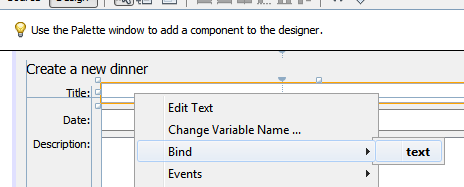 Design
Use the Palette window to add a component to the designer.
Create a new dinner
Title:
Edit Text
Change Variable Name ...
Date:
Bind
text
Description:
Events